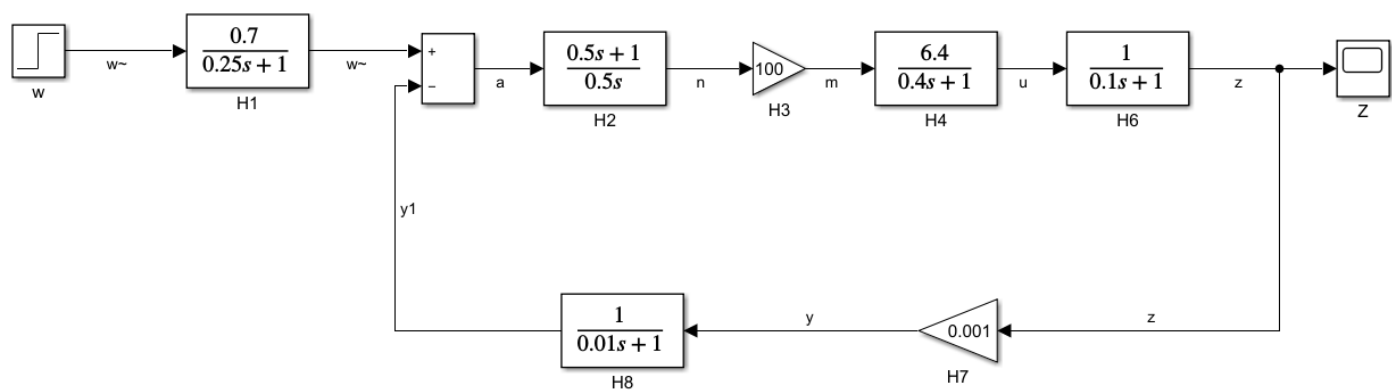 w
w~
0.7
0.25s + 1
H1
w~
+
−
a
0.5s + 1
0.5s
H2
n
100
H3
m
6.4
0.4s + 1
H4
u
1
0.1s + 1
H6
z
Z
y1
1
0.01s + 1
H8
y
0.001
H7
z